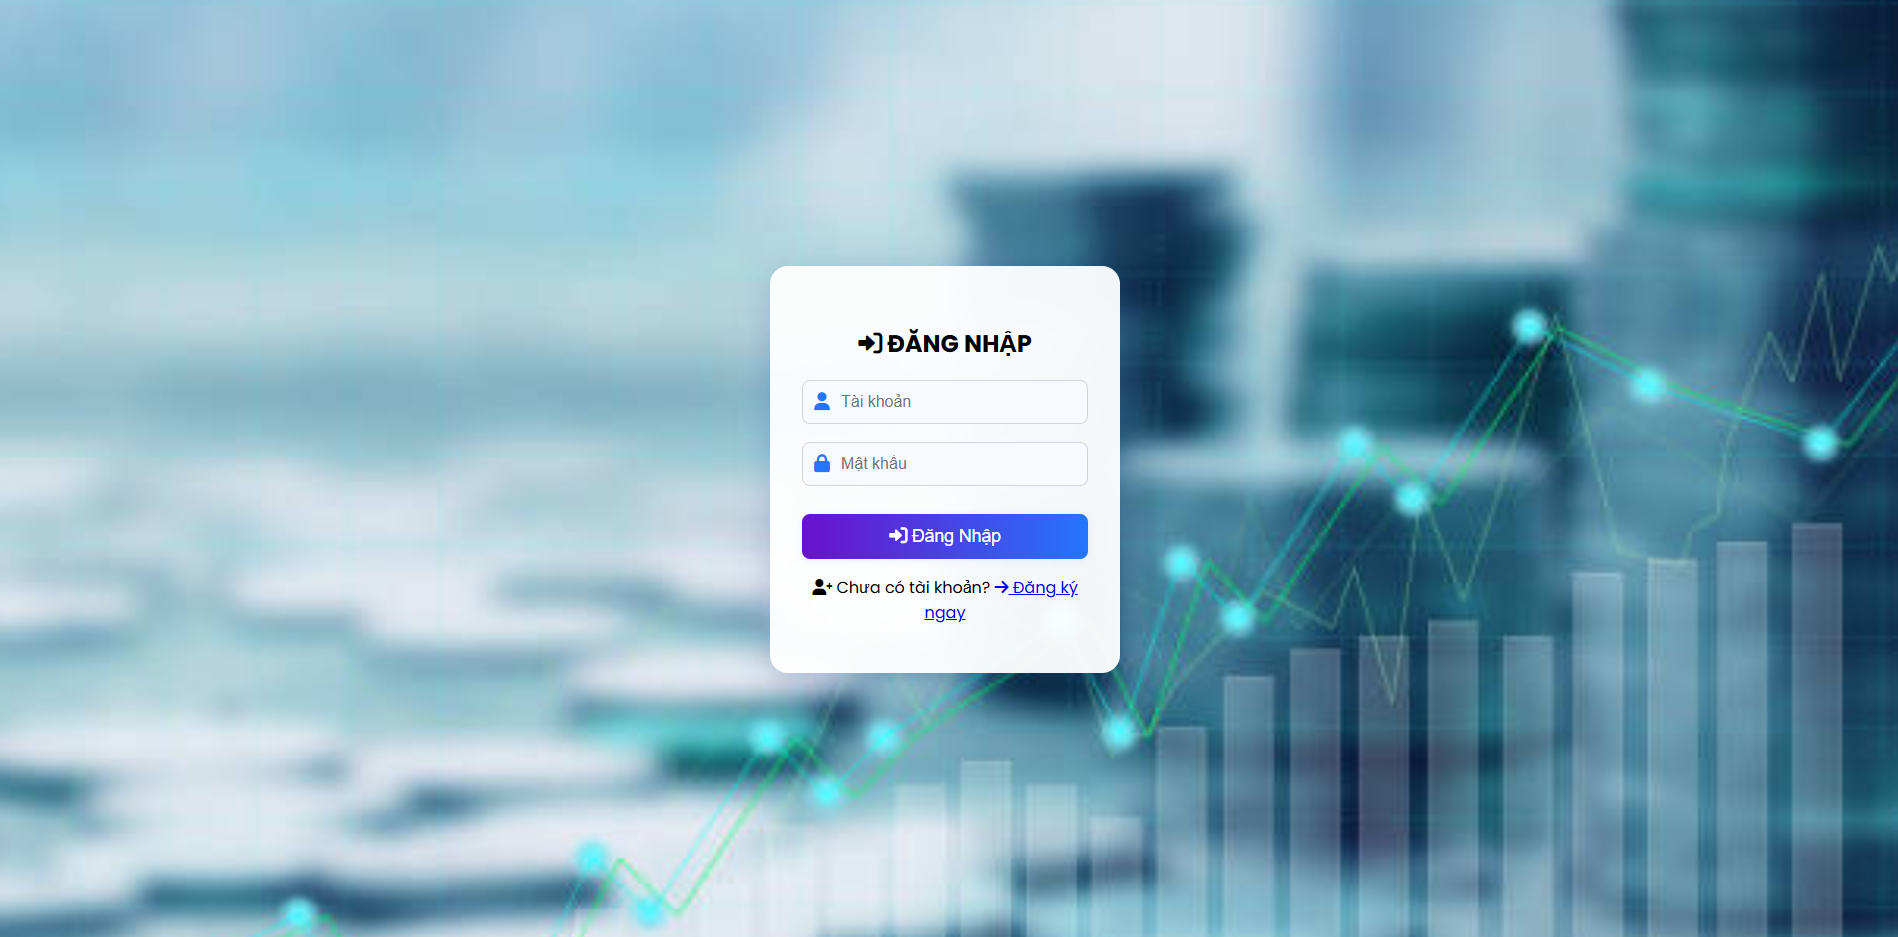 ĐĂNG NHẬP
Tài khoản
Mật khẩu
Đăng Nhập
Chưa có tài khoản? Đăng ký
ngay